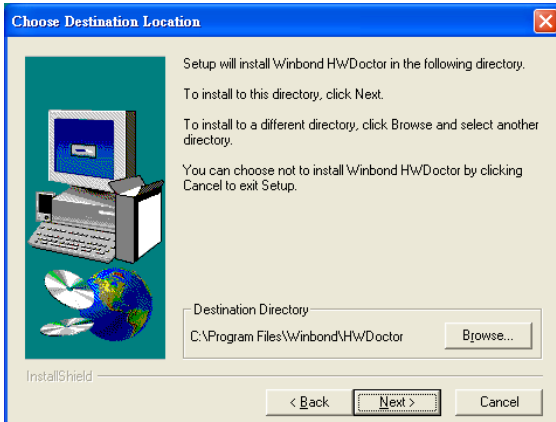 Choose Destination Location
Setup will install Winbond HWDoctor in the following directory.
To install to this directory, click Next.
To install to a different directory, click Browse and select another
directory.
You can choose not to install Winbond HWDoctor by clicking
Cancel to exit Setup.
Destination Directory
C:\Program Files\Winbond\HWDoctor
Browse...
InstallShield
< Back
Next >
Cancel